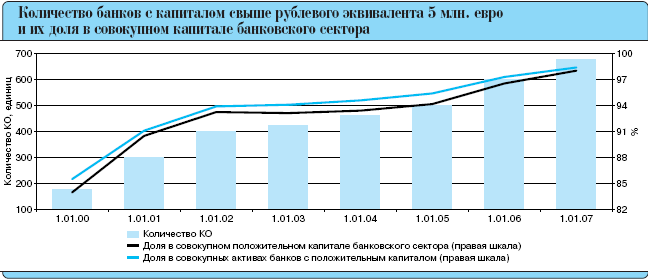 Количество банков с капиталом свыше рублевого эквивалента 5 млн. евро
и их доля в совокупном капитале банковского сектора
Количество КО, единиц
700
600
500
400
300
200
100
100
97
94
91
88
85
82
%
1.01.00 1.01.01 1.01.02 1.01.03 1.01.04 1.01.05 1.01.06 1.01.07
Количество КО
Доля в совокупном положительном капитале банковского сектора (правая шкала)
Доля в совокупных активах банков с положительным капиталом (правая шкала)